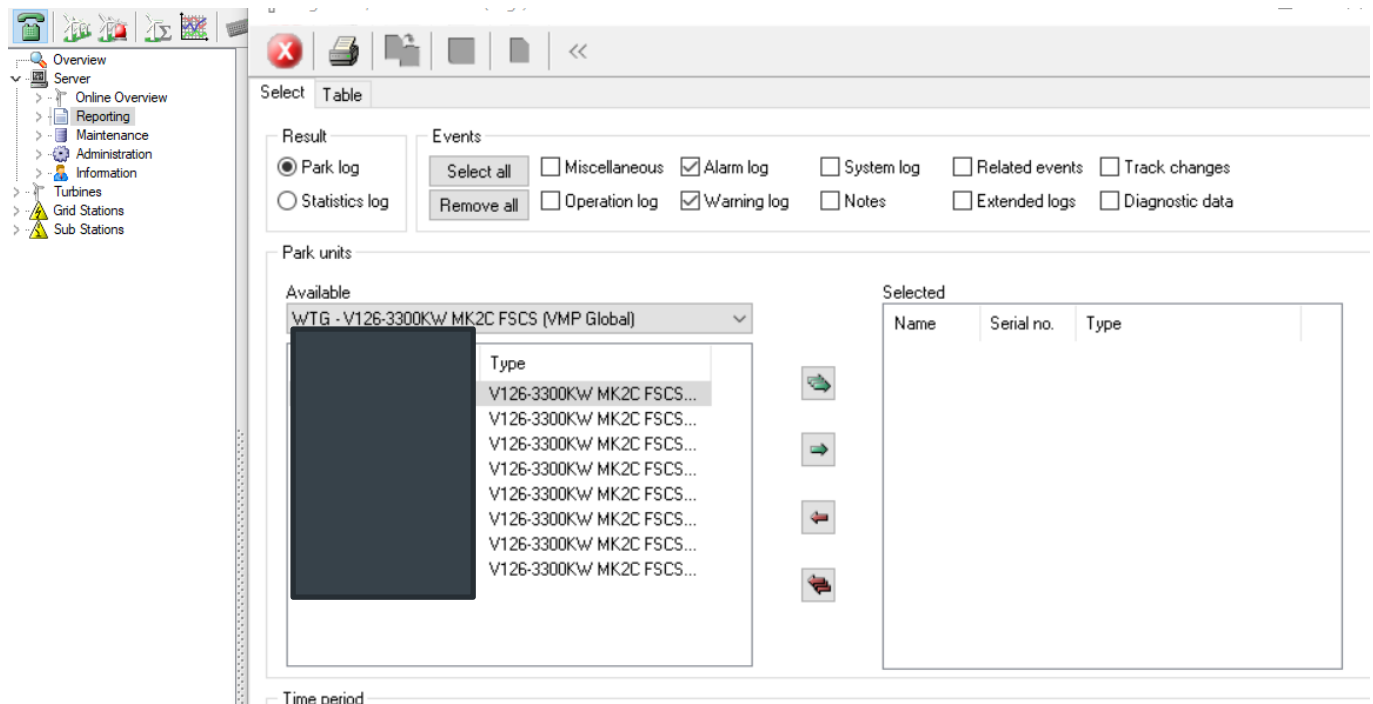 Overview
Server
Online Overview
Reporting
Maintenance
Administration
Information
Turbines
Grid Stations
Sub Stations
Select Table
Result
Events
Park log
Select all
Miscellaneous
Alarm log
System log
Related events
Track changes
Statistics log
Remove all
Operation log
Warning log
Notes
Extended logs
Diagnostic data
Park units
Available
WTG - V126-3300KW MK2C FSCS (VMP Global)
Type
V126-3300KW MK2C FSCS...
V126-3300KW MK2C FSCS...
V126-3300KW MK2C FSCS...
V126-3300KW MK2C FSCS...
V126-3300KW MK2C FSCS...
V126-3300KW MK2C FSCS...
V126-3300KW MK2C FSCS...
V126-3300KW MK2C FSCS...
Selected
Name Serial no. Type
Time period